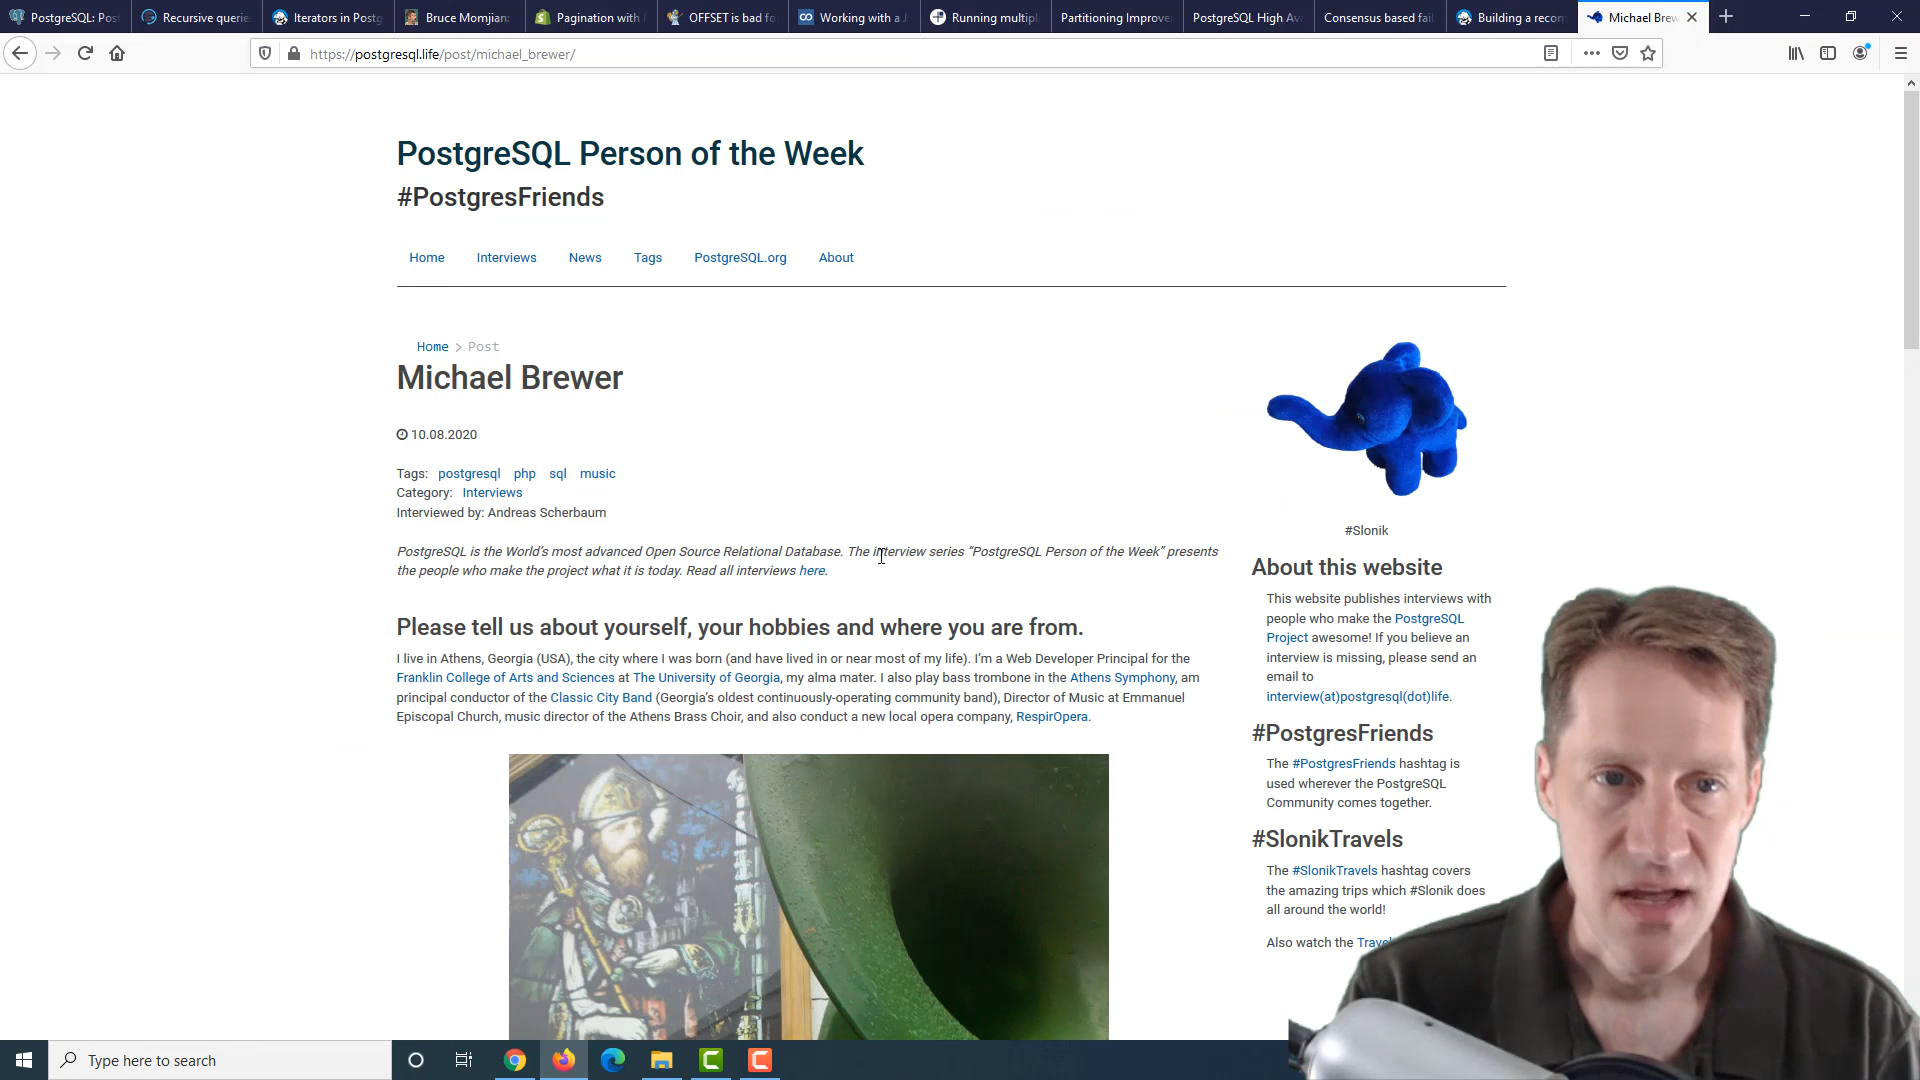 PostgreSQL: Pos
Recursive querie
Iterators in Postg
Bruce Momjian:
Pagination with
OFFSET is bad fo
Working with a J
Running multipl
Partitioning Improve
PostgreSQL High Ava
Consensus based fail
Building a recom
Michael Brew
https://postgresql.life/post/michael_brewer/
PostgreSQL Person of the Week
#PostgresFriends
Home Interviews News Tags PostgreSQL.org About
Home > Post
Michael Brewer
10.08.2020
Tags: postgresql php sql music
Category: Interviews
Interviewed by: Andreas Scherbaum
PostgreSQL is the World's most advanced Open Source Relational Database. The interview series “PostgreSQL Person of the Week” presents
the people who make the project what it is today. Read all interviews here.
Please tell us about yourself, your hobbies and where you are from.
I live in Athens, Georgia (USA), the city where I was born (and have lived in or near most of my life). I'm a Web Developer Principal for the
Franklin College of Arts and Sciences at The University of Georgia, my alma mater. I also play bass trombone in the Athens Symphony, am
principal conductor of the Classic City Band (Georgia's oldest continuously-operating community band), Director of Music at Emmanuel
Episcopal Church, music director of the Athens Brass Choir, and also conduct a new local opera company, RespirOpera.
#Slonik
About this website
This website publishes interviews with
people who make the PostgreSQL
Project awesome! If you believe an
interview is missing, please send an
email to
interview(at)postgresql(dot)life.
#PostgresFriends
The #PostgresFriends hashtag is
used wherever the PostgreSQL
Community comes together.
#SlonikTravels
The #SlonikTravels hashtag covers
the amazing trips which #Slonik does
all around the world!
Also watch the Travel
Type here to search